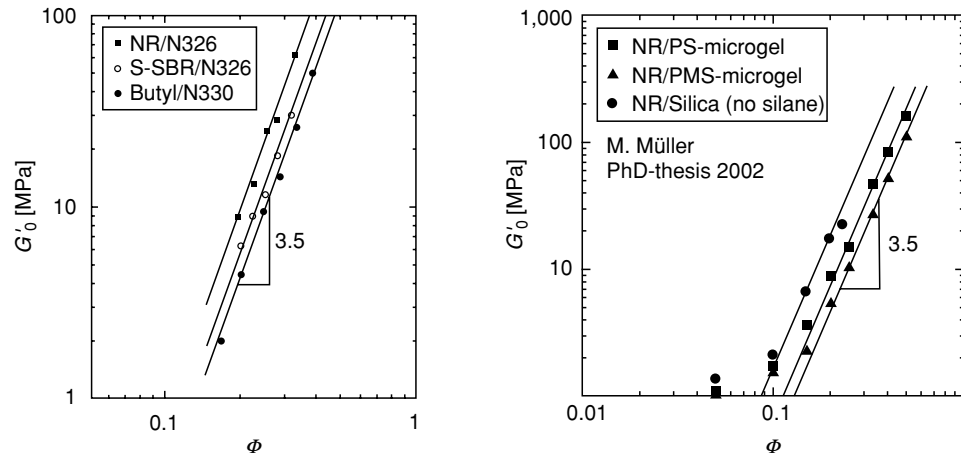 100
10
1
0.1
1
G′0 [MPa]
Φ
NR/N326
S-SBR/N326
Butyl/N330
3.5
1,000
100
10
0.01
0.1
1
G′0 [MPa]
Φ
NR/PS-microgel
NR/PMS-microgel
NR/Silica (no silane)
M. Müller
PhD-thesis 2002
3.5